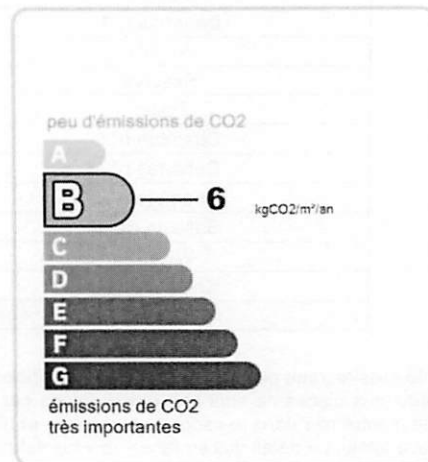 peu d'émissions de CO2
A
B 6 kgCO2/m²/an
C
D
E
F
G
émissions de CO2
très importantes